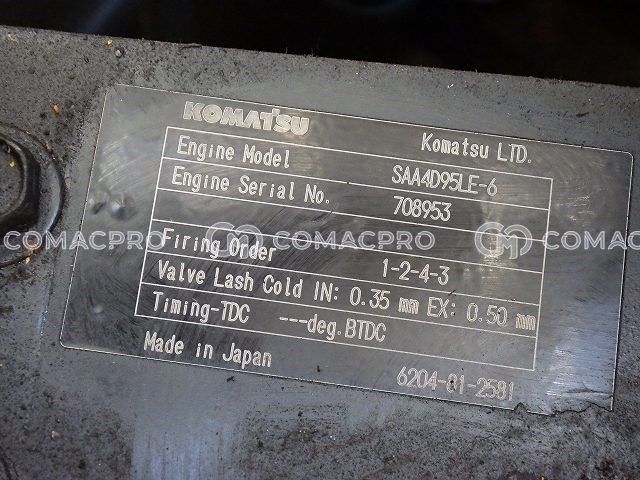 KOMATSU
Komatsu LTD.
Engine Model SAA4D95LE-6
Engine Serial No. 708953
Firing Order 1-2-4-3
Valve Lash Cold IN: 0.35 mm EX: 0.50 mm
Timing-TDC ---deg.BTDC
Made in Japan 6204-01-2581
COMACPRO COMACPRO COMACPRO